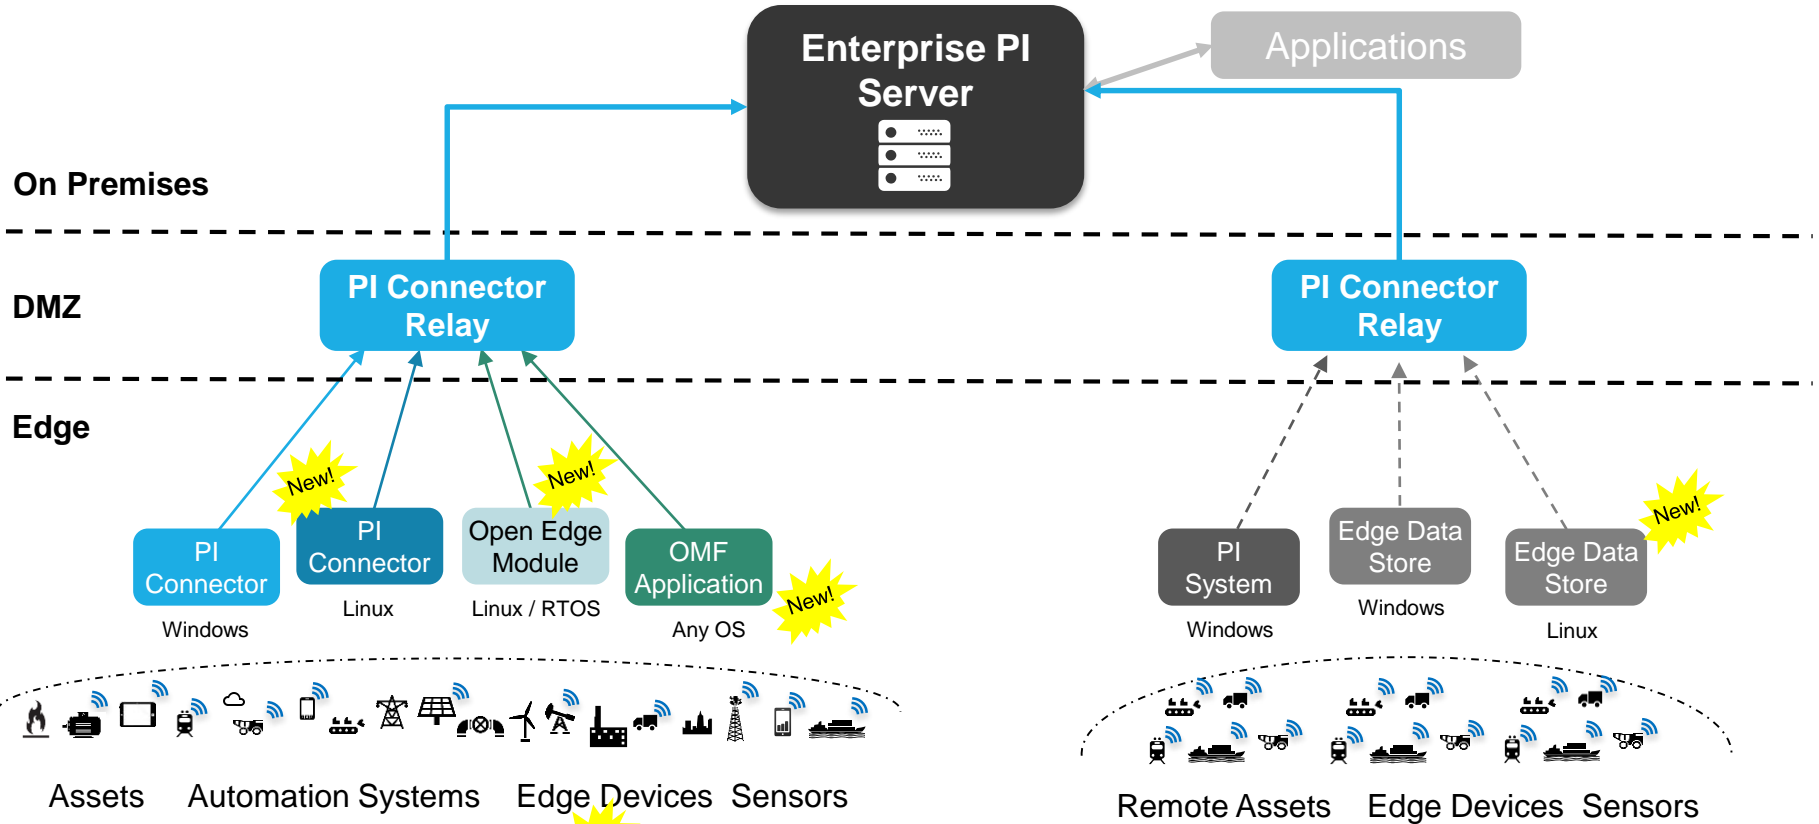 Enterprise PI
Server
Applications
On Premises
DMZ
PI Connector
Relay
PI Connector
Relay
Edge
New!
New!
New!
New!
PI
Connector
Windows
PI
Connector
Linux
Open Edge
Module
Linux / RTOS
OMF
Application
Any OS
PI
System
Windows
Edge Data
Store
Windows
Edge Data
Store
Linux
Assets Automation Systems Edge Devices Sensors
Remote Assets Edge Devices Sensors